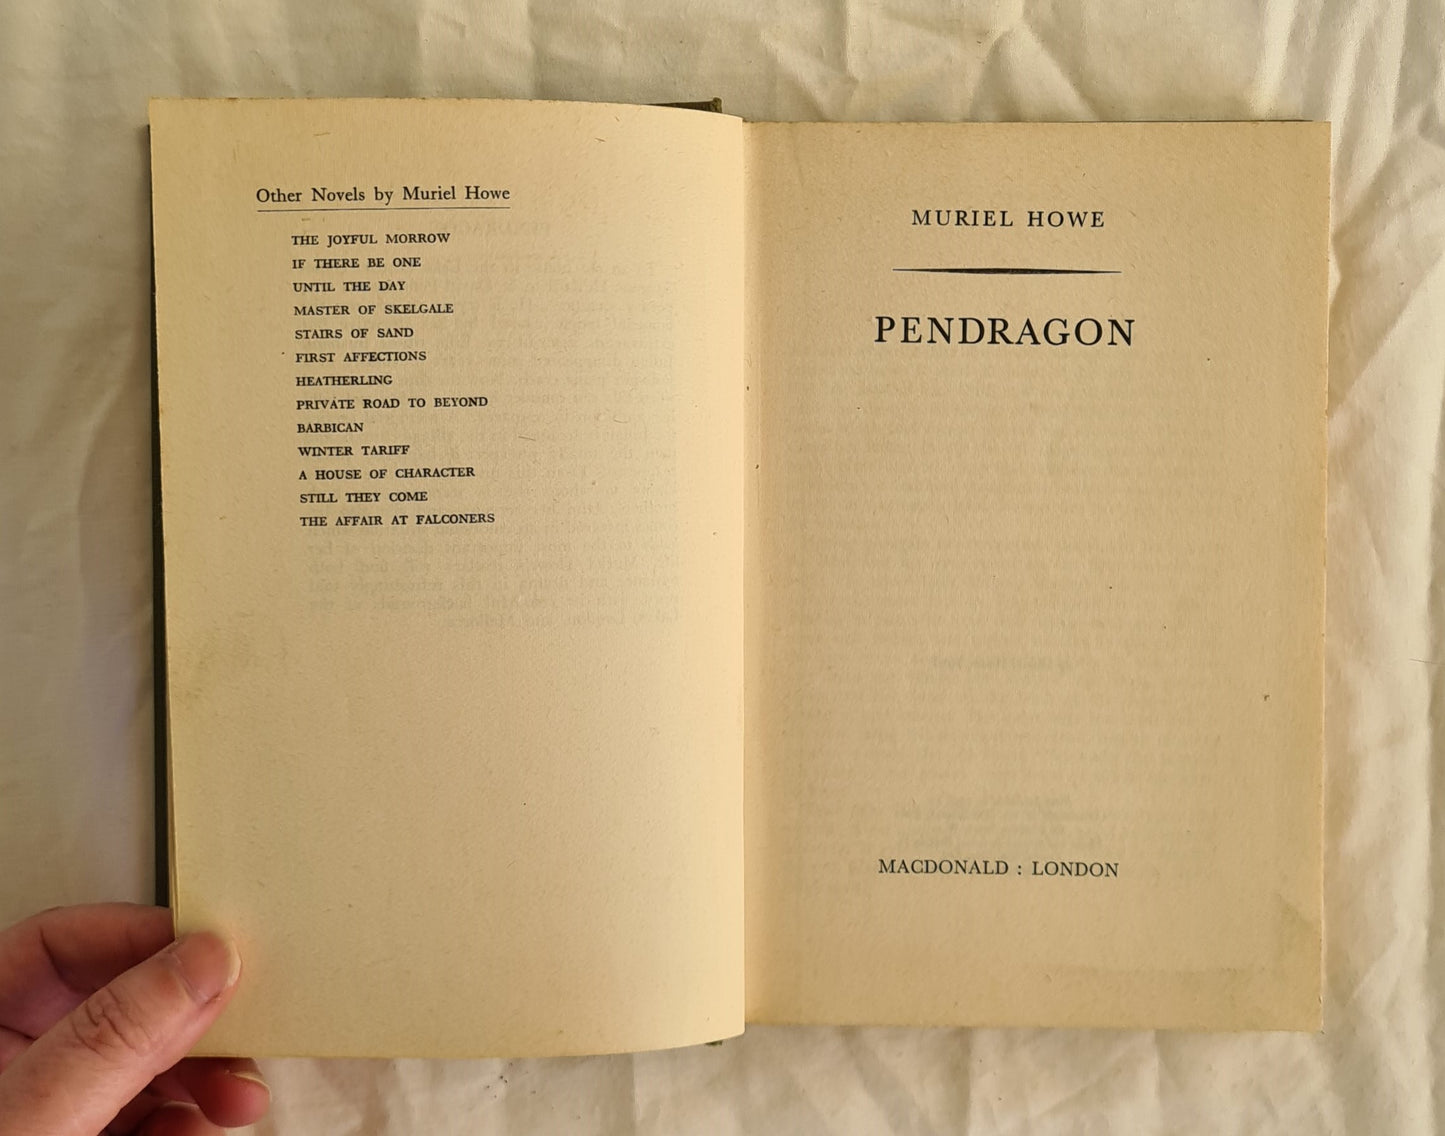 Other Novels by Muriel Howe
THE JOYFUL MORROW
IF THERE BE ONE
UNTIL THE DAY
MASTER OF SKELGALE
STAIRS OF SAND
FIRST AFFECTIONS
HEATHERLING
PRIVATE ROAD TO BEYOND
BARBICAN
WINTER TARIFF
A HOUSE OF CHARACTER
STILL THEY COME
THE AFFAIR AT FALCONERS
MURIEL HOWE
PENDRAGON
MACDONALD : LONDON